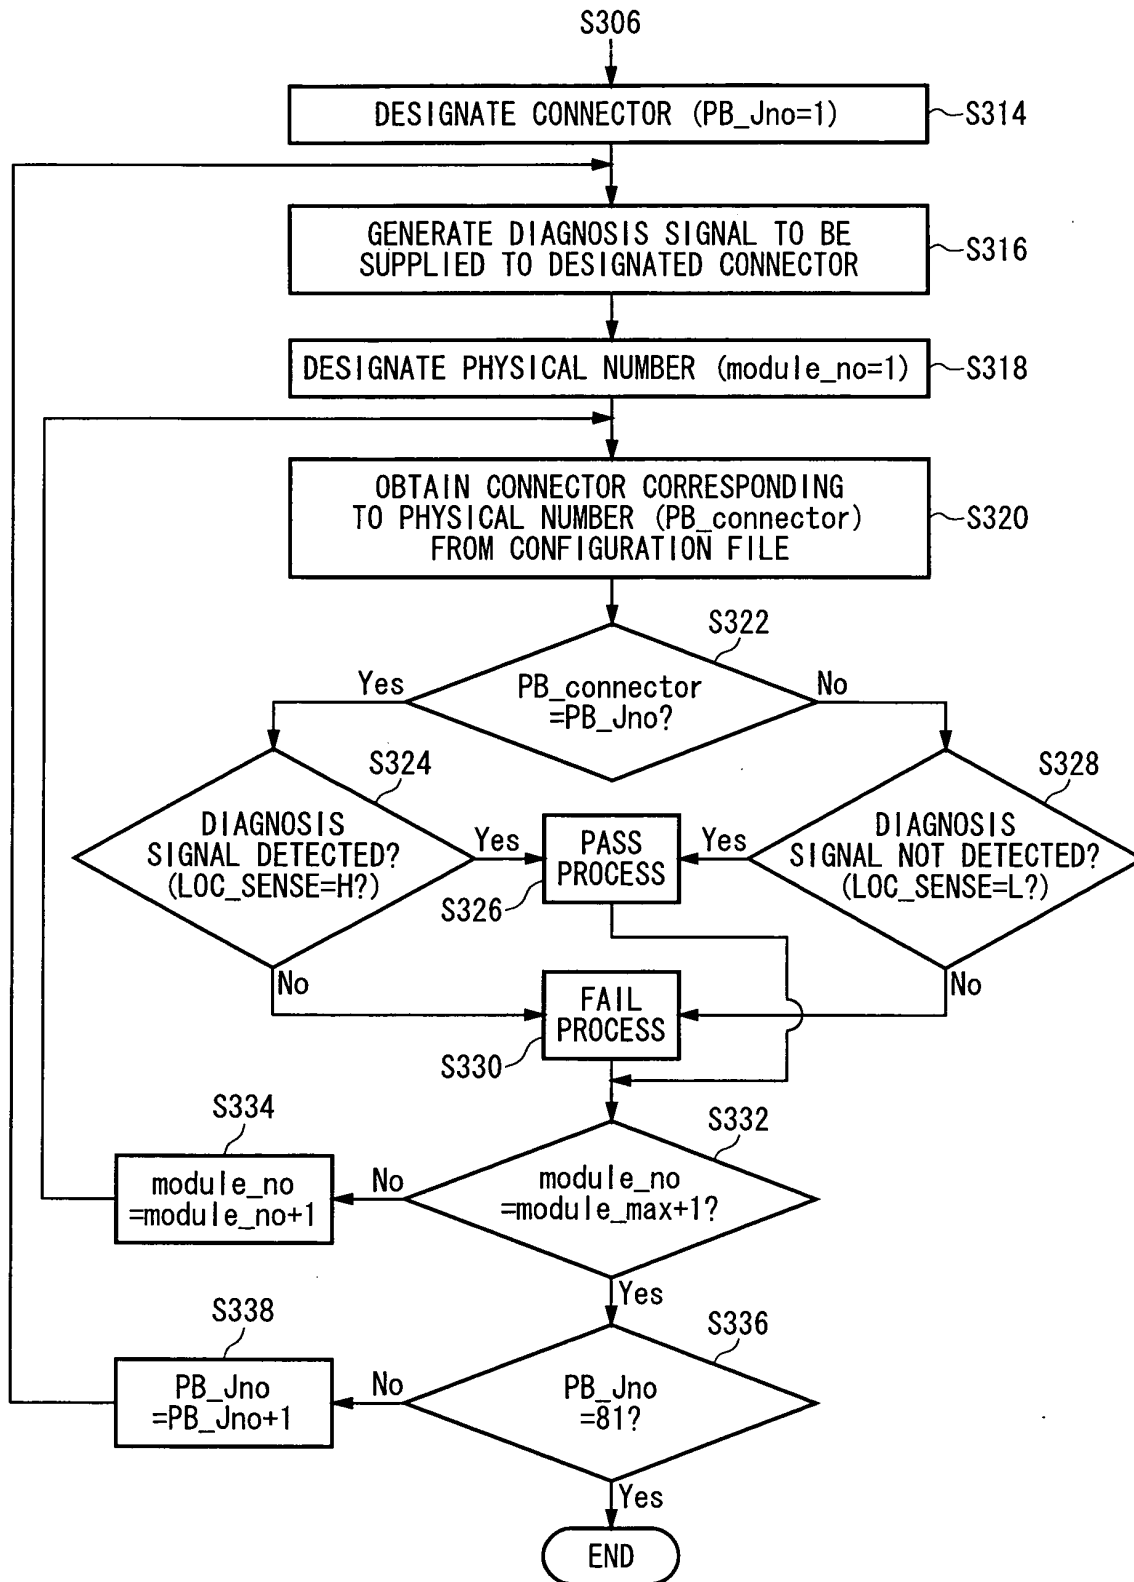 S306
DESIGNATE CONNECTOR (PB_Jno=1)
S314
GENERATE DIAGNOSIS SIGNAL TO BE
SUPPLIED TO DESIGNATED CONNECTOR
S316
DESIGNATE PHYSICAL NUMBER (module_no=1)
S318
OBTAIN CONNECTOR CORRESPONDING
TO PHYSICAL NUMBER (PB_connector)
FROM CONFIGURATION FILE
S320
S322
PB_connector
=PB_Jno?
Yes
No
S324
DIAGNOSIS
SIGNAL DETECTED?
(LOC_SENSE=H?)
Yes
No
PASS
PROCESS
S326
S328
DIAGNOSIS
SIGNAL NOT DETECTED?
(LOC_SENSE=L?)
Yes
No
FAIL
PROCESS
S330
S332
module_no
=module_max+1?
No
Yes
S334
module_no
=module_no+1
S336
PB_Jno
=81?
No
Yes
S338
PB_Jno
=PB_Jno+1
END